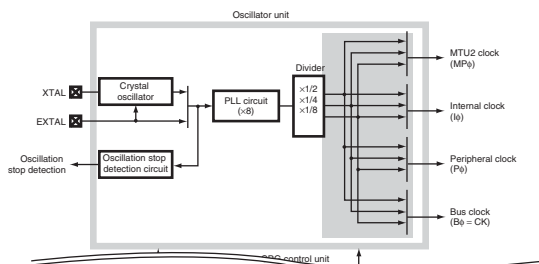 Oscillator unit
XTAL
Crystal
oscillator
EXTAL
PLL circuit
(×8)
Divider
×1/2
×1/4
×1/8
Oscillation
stop detection
Oscillation stop
detection circuit
MTU2 clock
(MPϕ)
Internal clock
(Iϕ)
Peripheral clock
(Pϕ)
Bus clock
(Bϕ = CK)
control unit